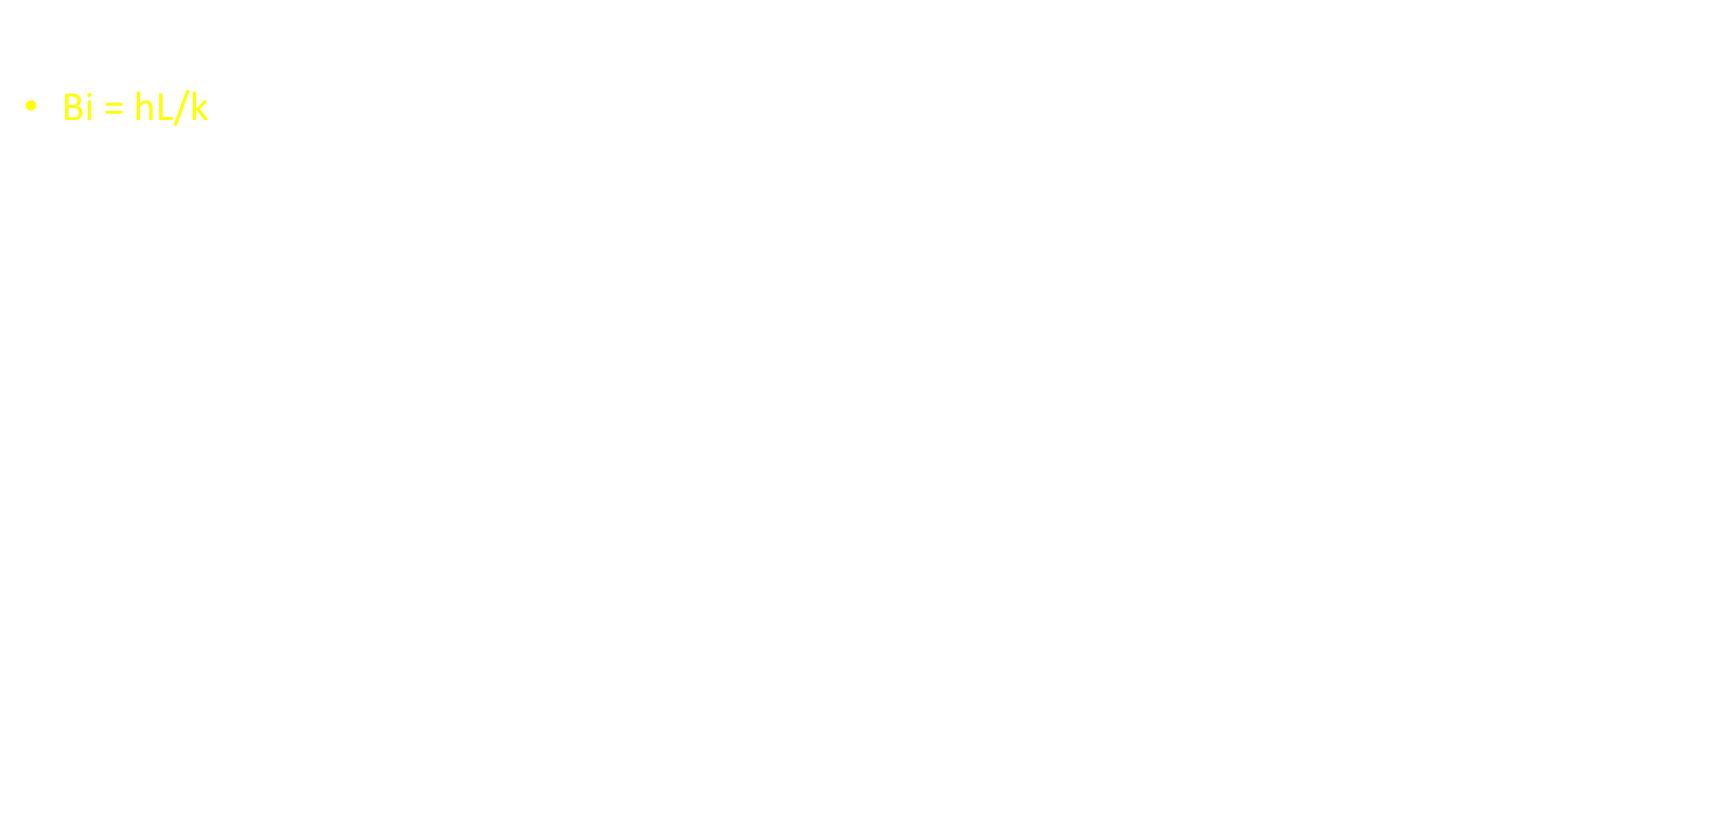 • Bi = hL/k